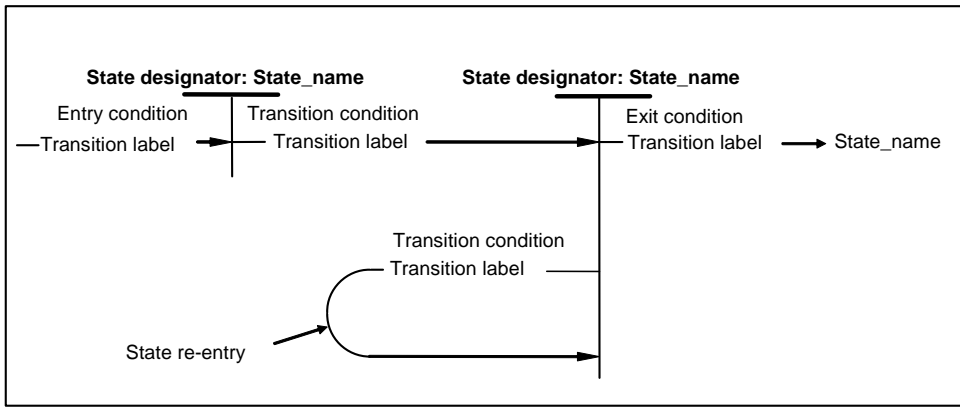 State designator: State_name
State designator: State_name
Entry condition
Transition condition
Exit condition
Transition label
Transition label
Transition label
State_name
Transition condition
Transition label
State re-entry